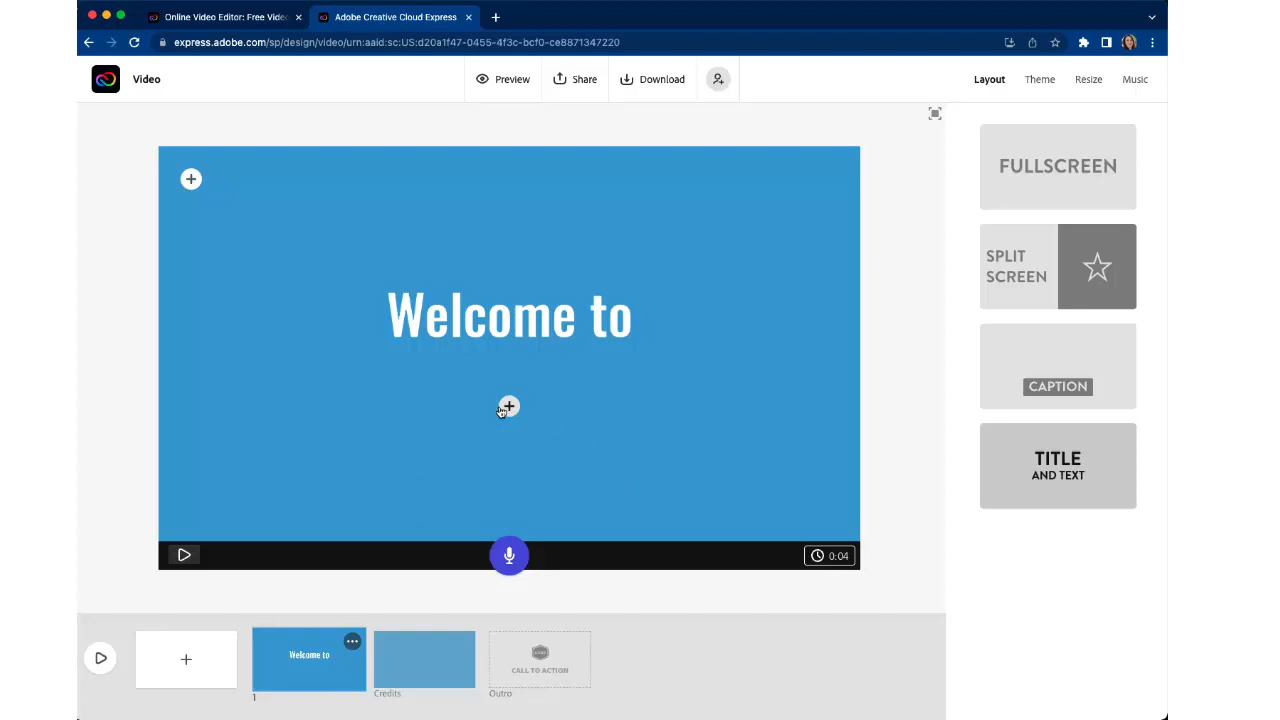 Online Video Editor: Free Vide
Adobe Creative Cloud Express
express.adobe.com/sp/design/video/urn:aaid:sc:US:d20a1f47-0455-4f3c-bcf0-ce8871347220
Video
Preview
Share
Download
Layout
Theme
Resize
Music
FULLSCREEN
SPLIT
SCREEN
CAPTION
TITLE
AND TEXT
Welcome to
0:04
Welcome to
1
Credits
CALL TO ACTION
Outro